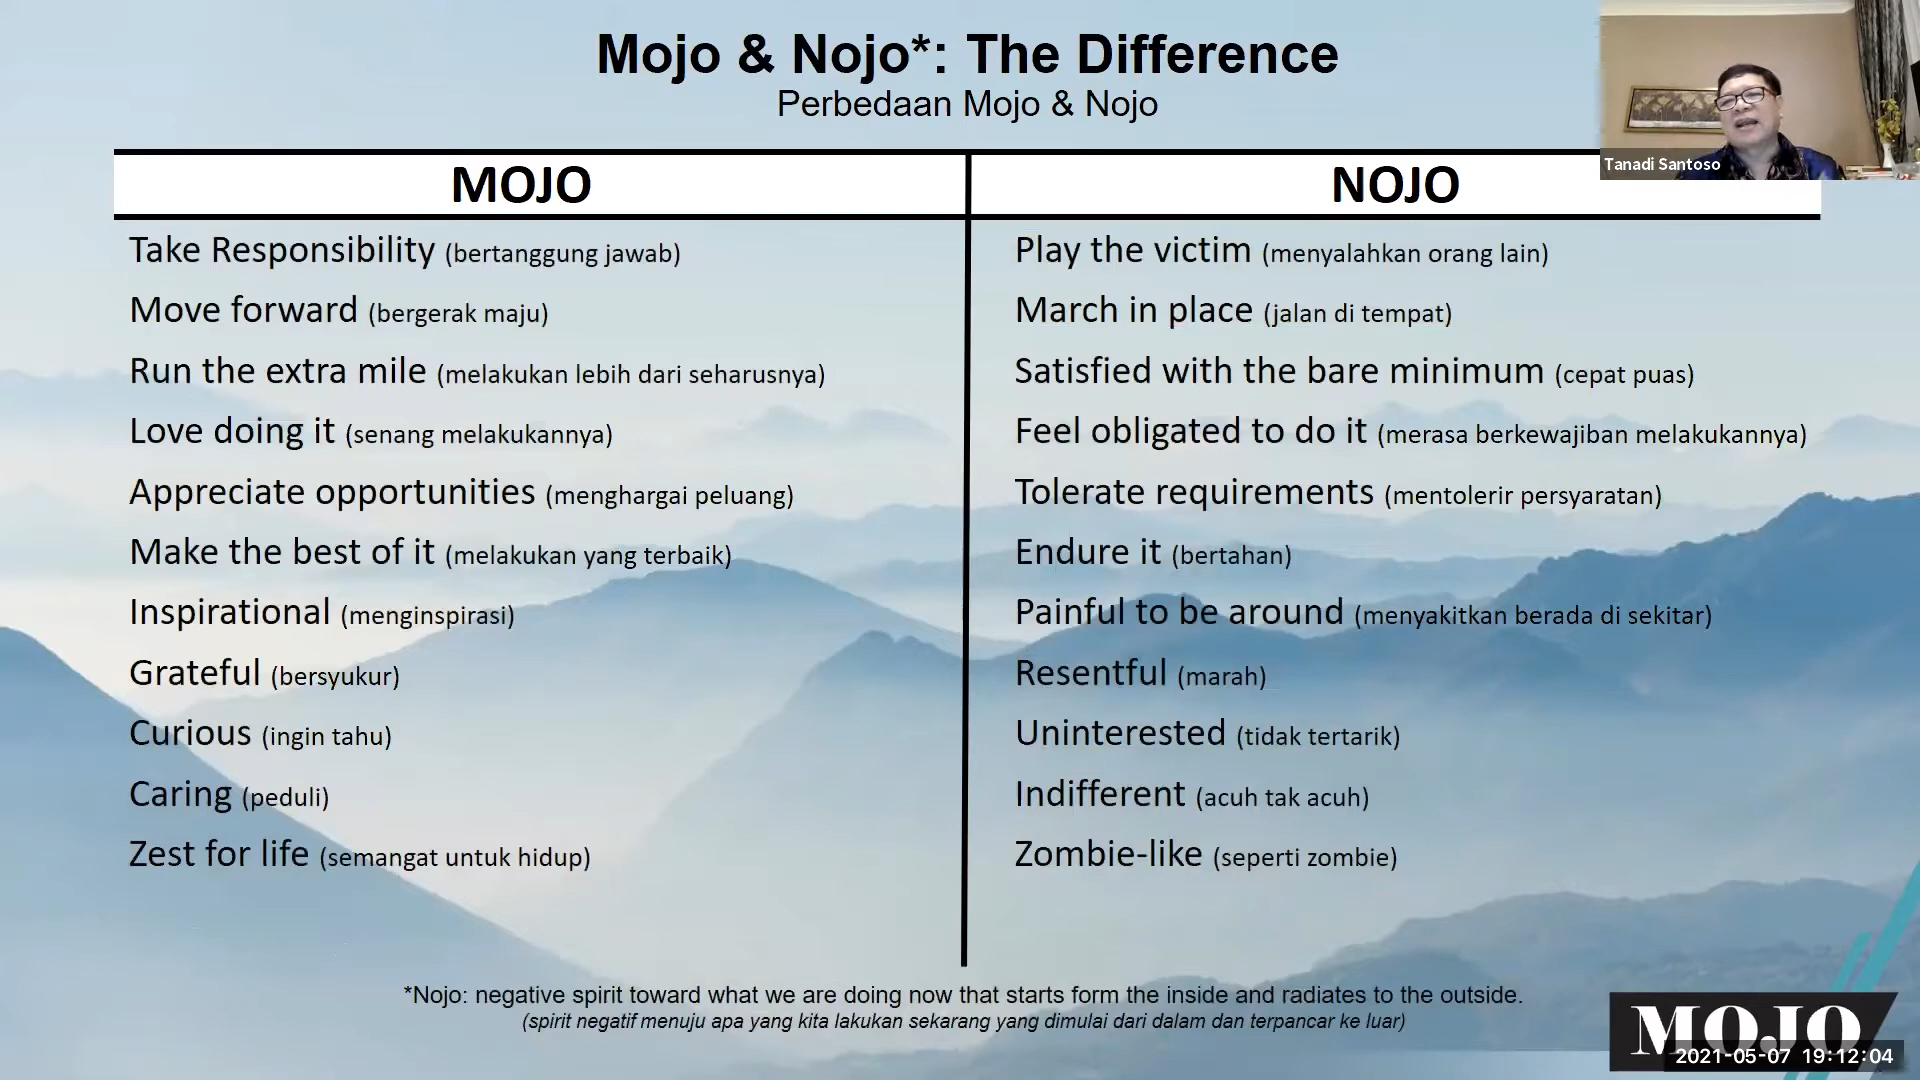 Mojo & Nojo*: The Difference
Perbedaan Mojo & Nojo
Tanadi Santoso
MOJO
NOJO
Take Responsibility (bertanggung jawab)
Play the victim (menyalahkan orang lain)
Move forward (bergerak maju)
March in place (jalan di tempat)
Run the extra mile (melakukan lebih dari seharusnya)
Satisfied with the bare minimum (cepat puas)
Love doing it (senang melakukannya)
Feel obligated to do it (merasa berkewajiban melakukannya)
Appreciate opportunities (menghargai peluang)
Tolerate requirements (mentolerir persyaratan)
Make the best of it (melakukan yang terbaik)
Endure it (bertahan)
Inspirational (menginspirasi)
Painful to be around (menyakitkan berada di sekitar)
Grateful (bersyukur)
Resentful (marah)
Curious (ingin tahu)
Uninterested (tidak tertarik)
Caring (peduli)
Indifferent (acuh tak acuh)
Zest for life (semangat untuk hidup)
Zombie-like (seperti zombie)
*Nojo: negative spirit toward what we are doing now that starts form the inside and radiates to the outside.
(spirit negatif menuju apa yang kita lakukan sekarang yang dimulai dari dalam dan terpancar ke luar)
MOJO
2021-05-07 19:12:04